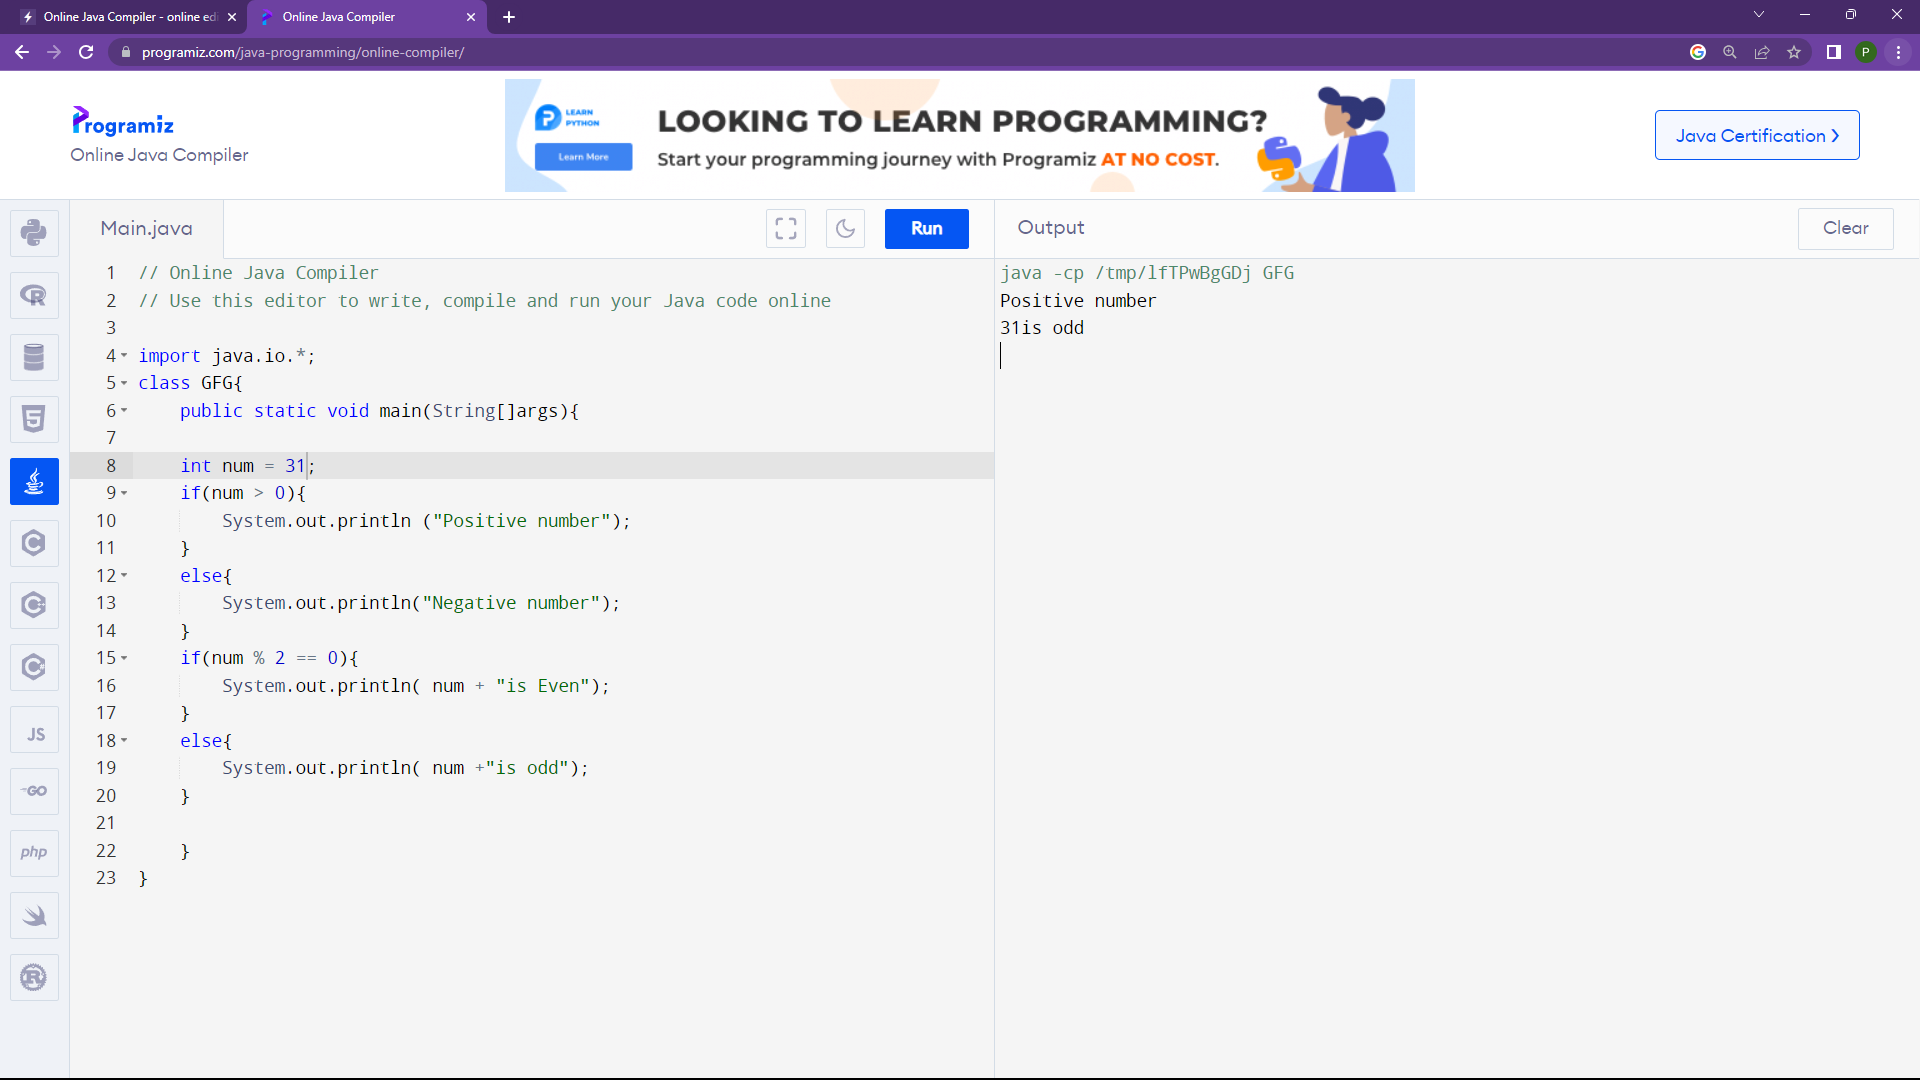 Online Java Compiler - online edi
Online Java Compiler
programiz.com/java-programming/online-compiler/
P
Programiz
Online Java Compiler
LEARN
PYTHON
Learn More
LOOKING TO LEARN PROGRAMMING?
Start your programming journey with Programiz AT NO COST.
Java Certification >
Main.java
Run
Output
Clear
1 // Online Java Compiler
2 // Use this editor to write, compile and run your Java code online
3
4 import java.io.*;
5 class GFG{
6     public static void main(String[]args){
7
8     int num = 31;
9     if(num > 0){
10         System.out.println ("Positive number");
11     }
12     else{
13         System.out.println("Negative number");
14     }
15     if(num % 2 == 0){
16         System.out.println( num + "is Even");
17     }
18     else{
19         System.out.println( num +"is odd");
20     }
21
22     }
23 }
java -cp /tmp/lfTPwBgGDj GFG
Positive number
31is odd
R
5
C
C
C
JS
GO
php
R